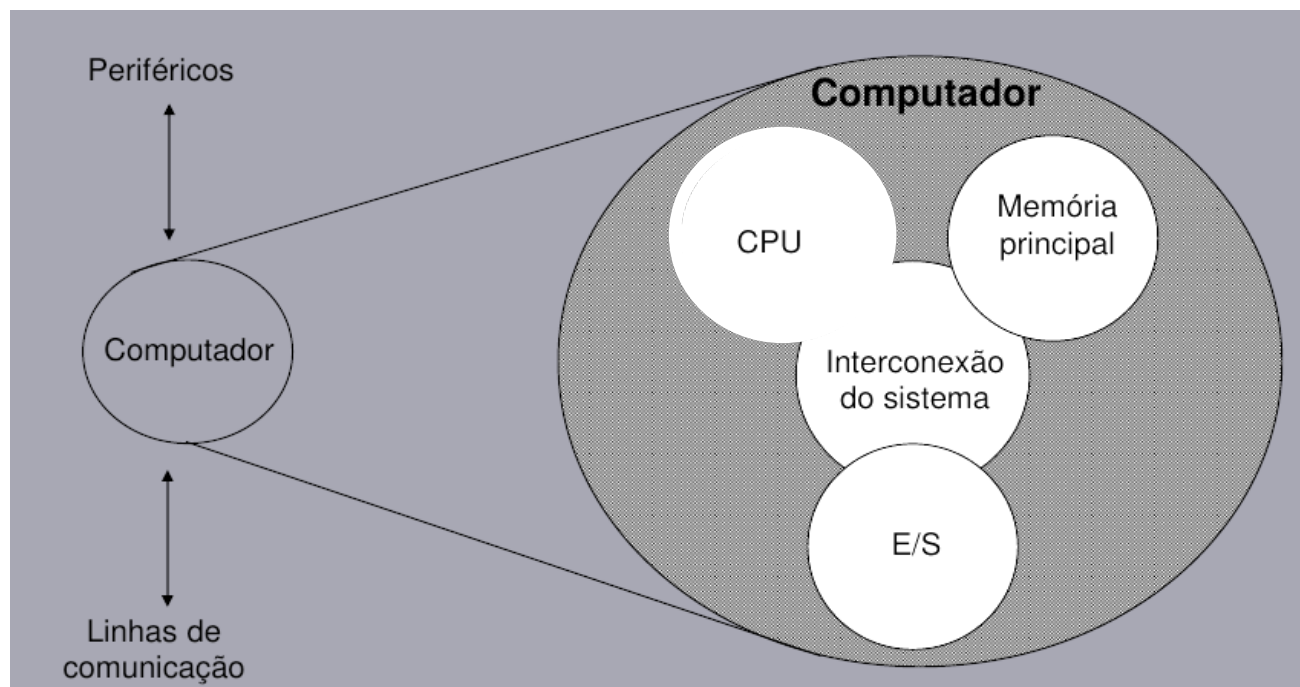 Periféricos
Computador
Linhas de
comunicação
Computador
CPU
Memória
principal
Interconexão
do sistema
E/S